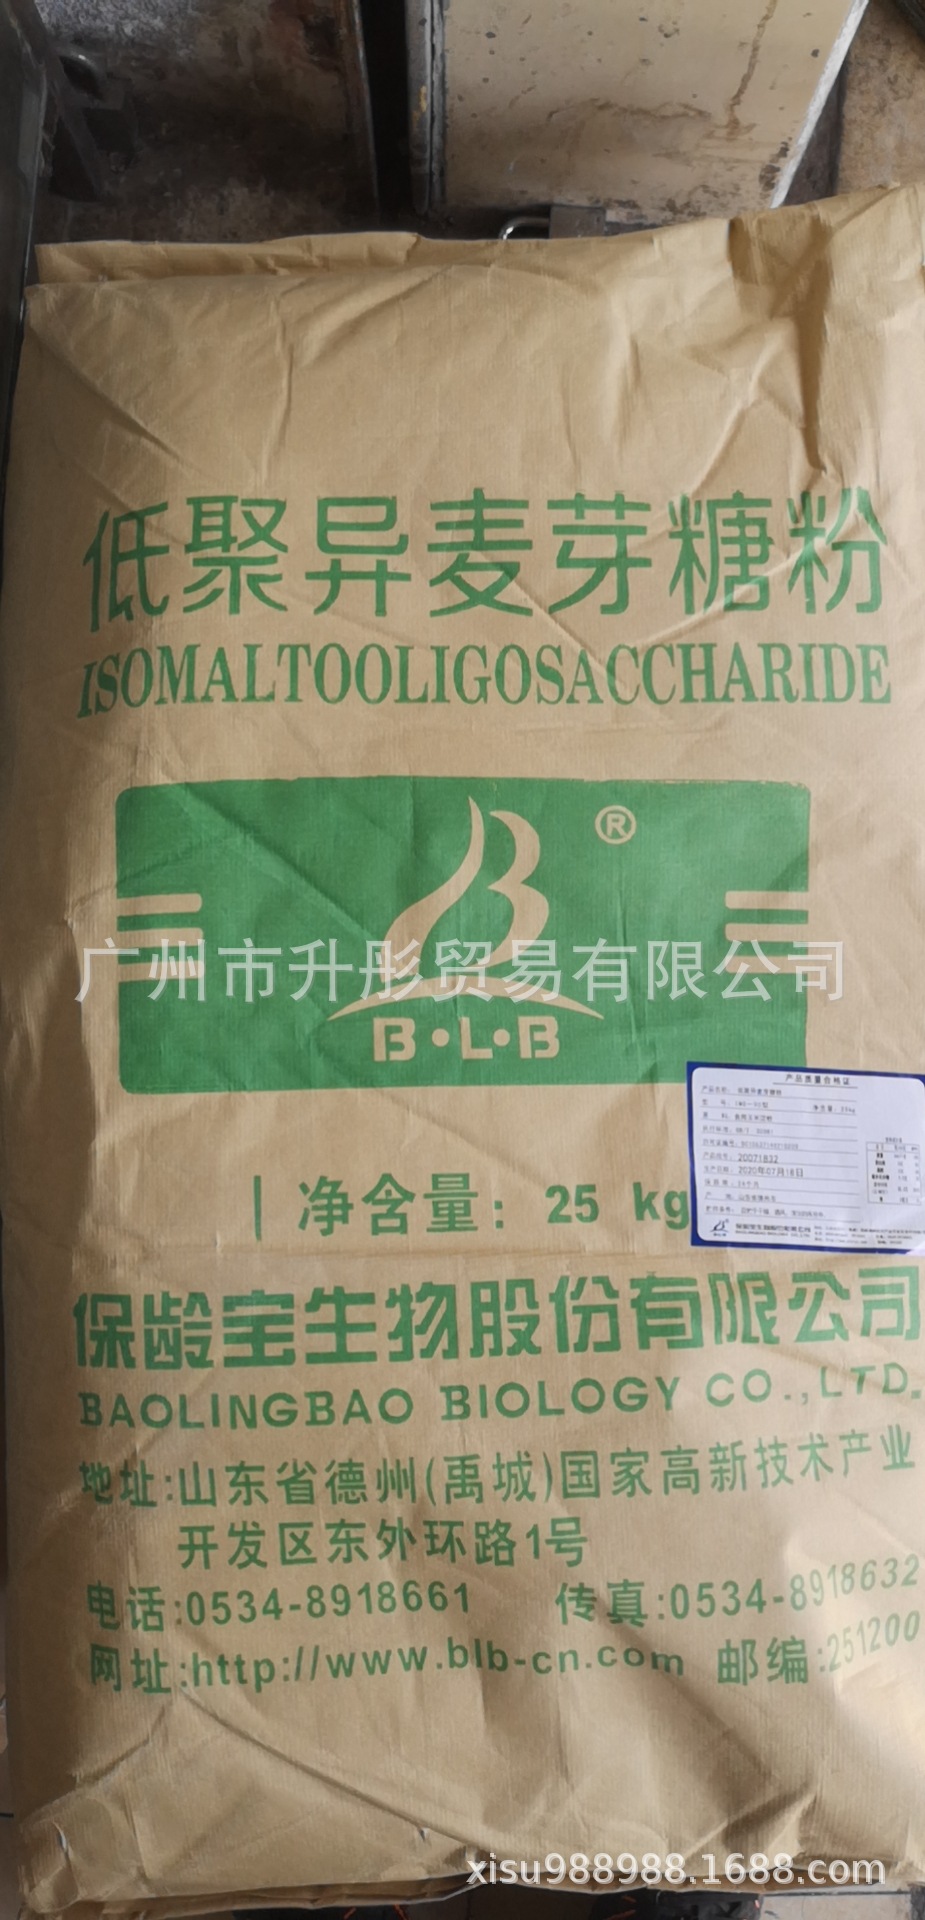 低聚异麦芽糖粉
ISOMALTOOLIGOSACCHARIDE
®
广州市升彤贸易有限公司
B·L·B
产品质量合格证
20071832
生产日期: 2020年07月18日
净含量: 25 kg
保龄宝生物股份有限公司
BAOLINGBAO BIOLOGY CO.,LTD.
地址:山东省德州(禹城)国家高新技术产业
开发区东外环路1号
电话:0534-8918661 传真:0534-8918632
网址:http://www.blb-cn.com 邮编:251200
xisu988988.1688.com